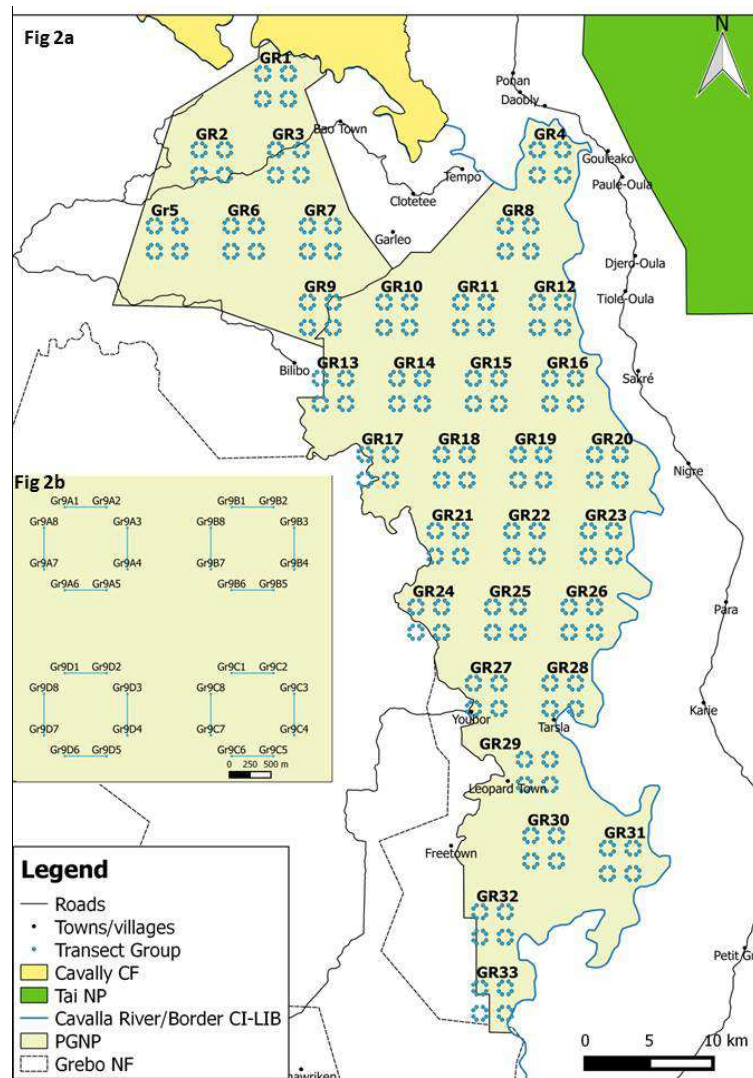 Fig 2a
N
GR1
Ponan
Daobly
GR2 GR3 Bao Town GR4
Gouleako
Tempo Paule-Oula
Clotetee
Gr5 GR6 GR7 GR8
Garleo
Djero-Oula
GR9 GR10 GR11 GR12 Tiole-Oula
Bilibo GR13 GR14 GR15 GR16 Sakré
GR17 GR18 GR19 GR20
Nigre
Fig 2b
Gr9A1 Gr9A2 Gr9B1 Gr9B2
Gr9A8 Gr9A3 Gr9B8 Gr9B3
Gr9A7 Gr9A4 Gr9B7 Gr9B4
Gr9A6 Gr9A5 Gr9B6 Gr9B5
Gr9D1 Gr9D2 Gr9C1 Gr9C2
Gr9D8 Gr9D3 Gr9C8 Gr9C3
Gr9D7 Gr9D4 Gr9C7 Gr9C4
Gr9D6 Gr9D5 Gr9C6 Gr9C5
0 250 500 m
GR21 GR22 GR23
GR24 GR25 GR26
Para
GR27 GR28
Youbor Tarsla Karie
GR29
Leopard Town
GR30 GR31
Freetown
GR32
Petit G
GR33
Legend
Roads
Towns/villages
Transect Group
Cavally CF
Tai NP
Cavalla River/Border CI-LIB
PGNP
Grebo NF
0 5 10 km
awriken